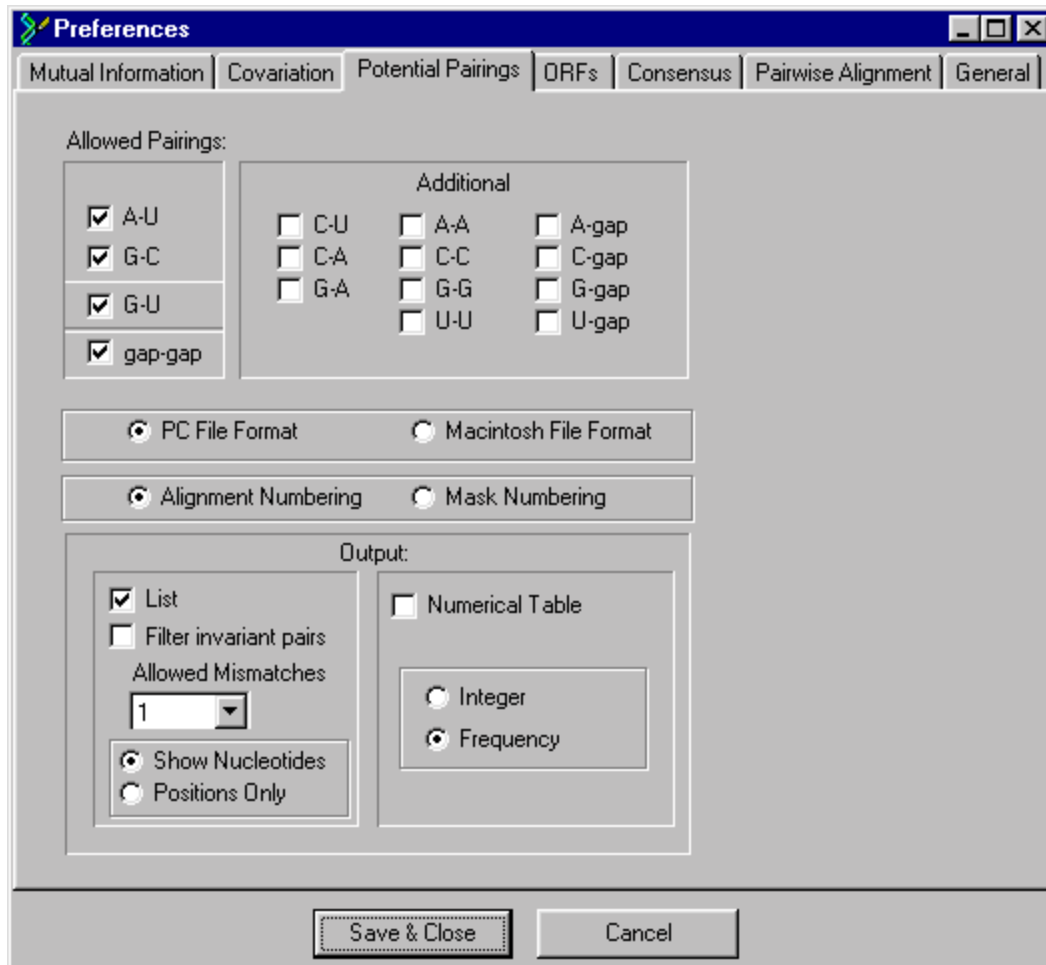 Preferences
Mutual Information Covariation Potential Pairings ORFs Consensus Pairwise Alignment General
Allowed Pairings:
A-U
G-C
G-U
gap-gap
Additional
C-U A-A A-gap
C-A C-C C-gap
G-A G-G G-gap
U-U U-gap
PC File Format Macintosh File Format
Alignment Numbering Mask Numbering
Output:
List
Filter invariant pairs
Allowed Mismatches
1
Show Nucleotides
Positions Only
Numerical Table
Integer
Frequency
Save & Close Cancel